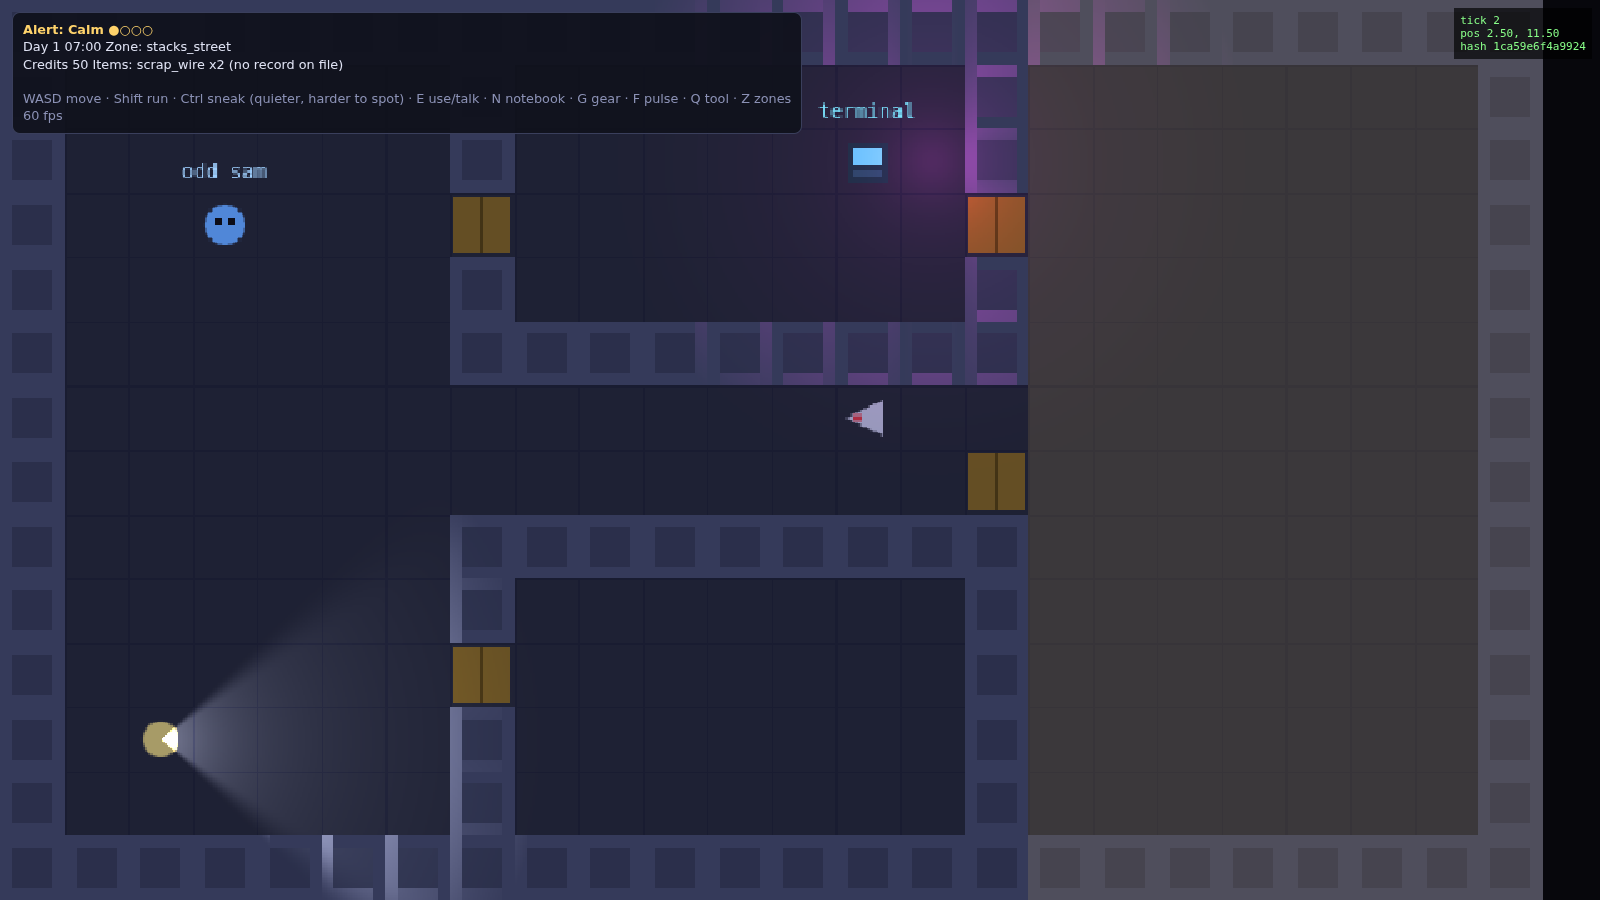 Alert: Calm ●○○○
Day 1 07:00 Zone: stacks_street
Credits 50 Items: scrap_wire x2 (no record on file)
WASD move · Shift run · Ctrl sneak (quieter, harder to spot) · E use/talk · N notebook · G gear · F pulse · Q tool · Z zones
60 fps
tick 2
pos 2.50, 11.50
hash 1ca59e6f4a9924
terminal
odd sam